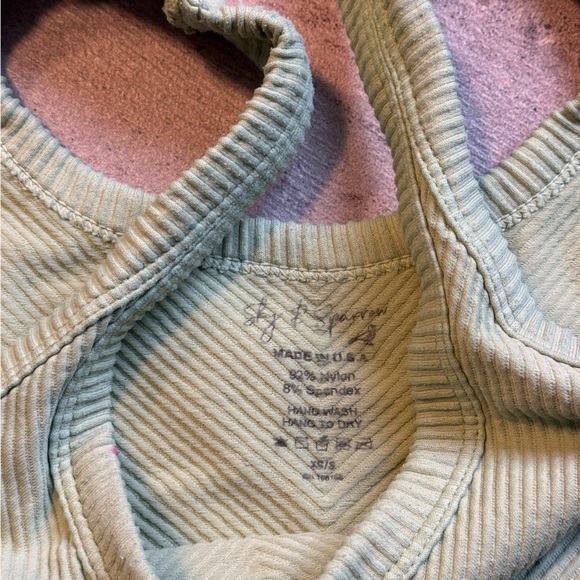 Sky & Sparrow
MADE IN U.S.A
92% Nylon
8% Spandex
HAND WASH
HANG TO DRY
XS/S